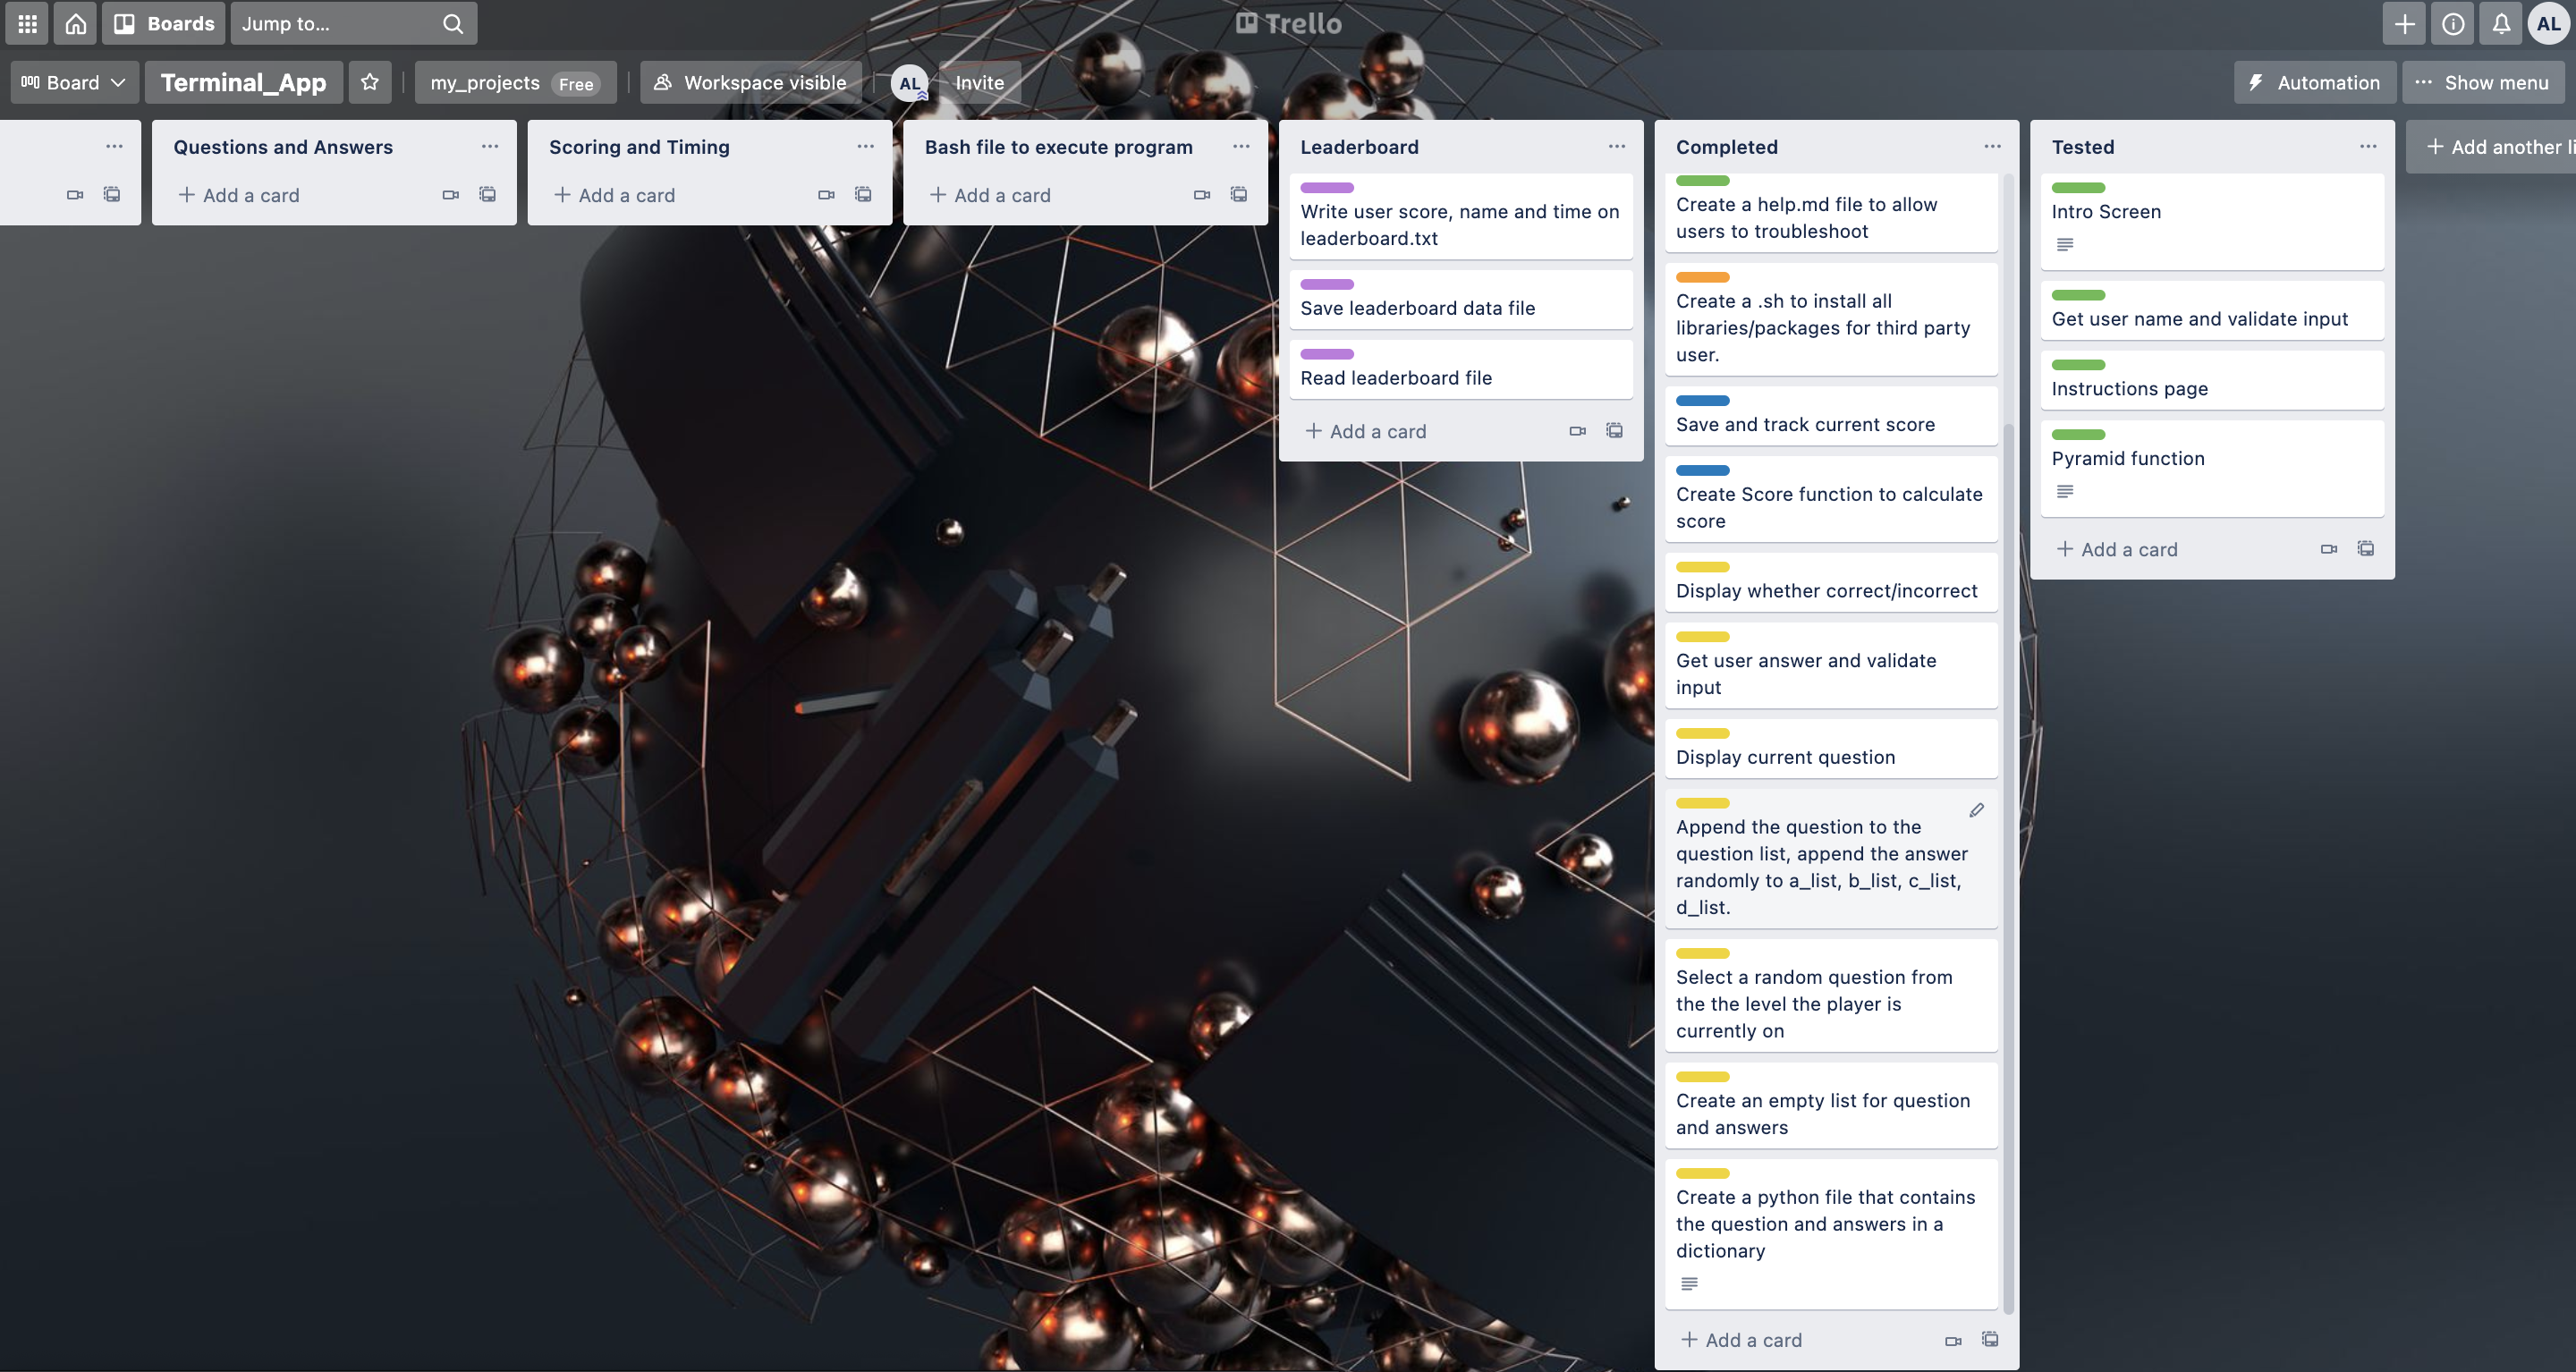 Boards
Jump to...
Trello
AL
Board
Terminal_App
my_projects Free
Workspace visible
AL
Invite
Automation
Show menu
Questions and Answers
Add a card
Scoring and Timing
Add a card
Bash file to execute program
Add a card
Leaderboard
Write user score, name and time on
leaderboard.txt
Save leaderboard data file
Read leaderboard file
Add a card
Completed
Create a help.md file to allow
users to troubleshoot
Create a .sh to install all
libraries/packages for third party
user.
Save and track current score
Create Score function to calculate
score
Display whether correct/incorrect
Get user answer and validate
input
Display current question
Append the question to the
question list, append the answer
randomly to a_list, b_list, c_list,
d_list.
Select a random question from
the the level the player is
currently on
Create an empty list for question
and answers
Create a python file that contains
the question and answers in a
dictionary
Add a card
Tested
Intro Screen
Get user name and validate input
Instructions page
Pyramid function
Add a card
Add another li